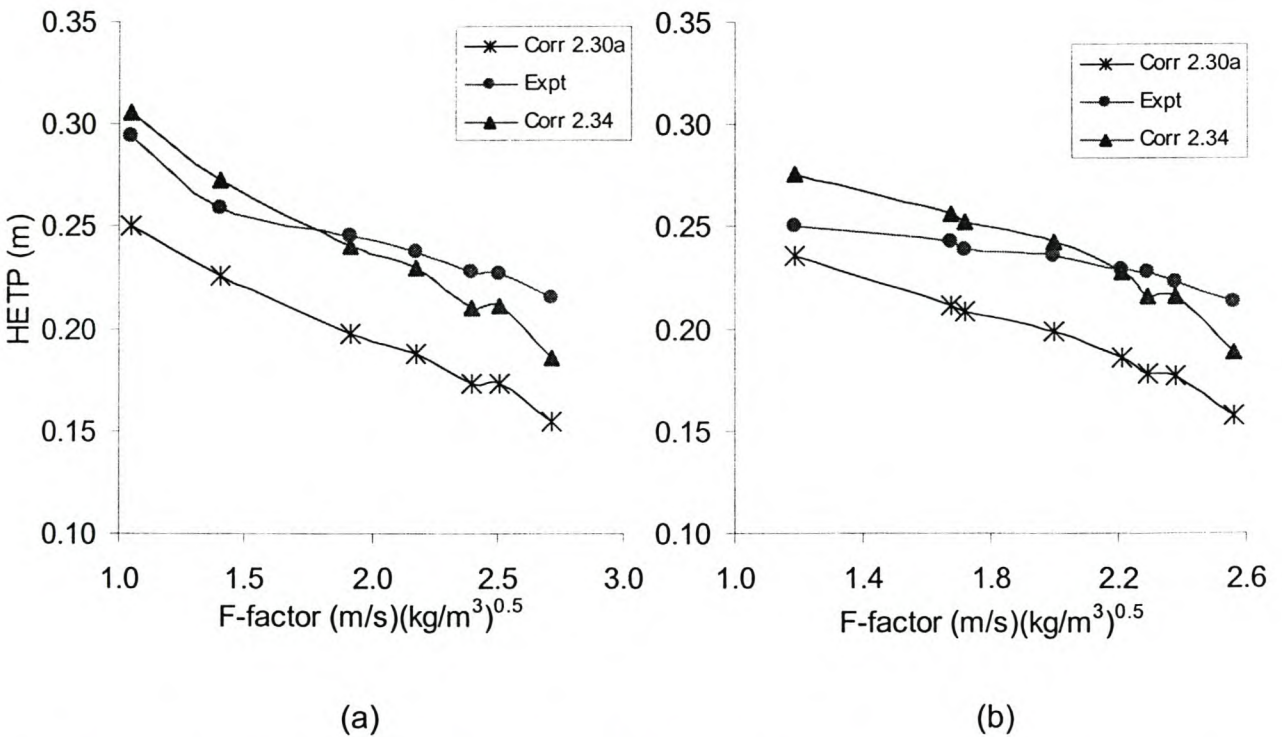 0.35
0.30
0.25
0.20
0.15
0.10
HETP (m)
1.0 1.5 2.0 2.5 3.0
F-factor (m/s)(kg/m³)^0.5
Corr 2.30a
Expt
Corr 2.34
(a)
0.35
0.30
0.25
0.20
0.15
0.10
1.0 1.4 1.8 2.2 2.6
F-factor (m/s)(kg/m³)^0.5
Corr 2.30a
Expt
Corr 2.34
(b)